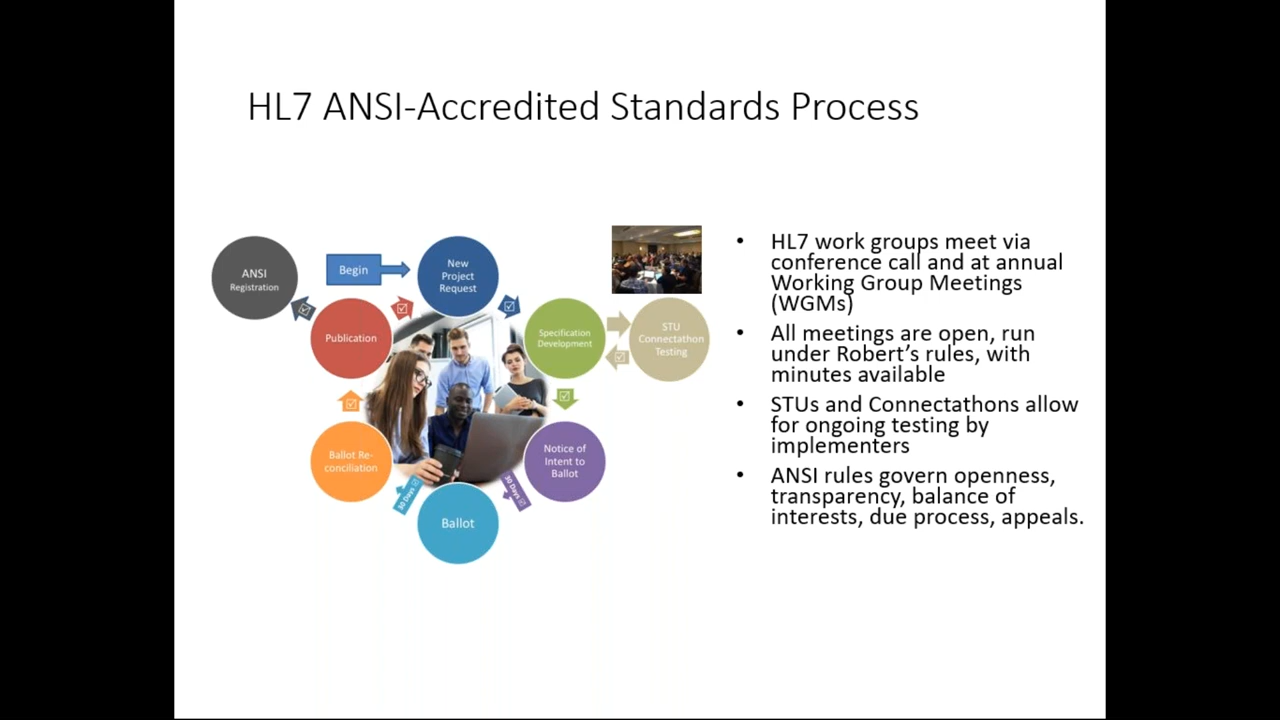 HL7 ANSI-Accredited Standards Process
ANSI
Registration
Begin
New
Project
Request
Publication
Specification
Development
STU
Connectathon
Testing
Ballot Re-
conciliation
Notice of
Intent to
Ballot
30 Days
30 Days
Ballot
• HL7 work groups meet via
conference call and at annual
Working Group Meetings
(WGMs)
• All meetings are open, run
under Robert’s rules, with
minutes available
• STUs and Connectathons allow
for ongoing testing by
implementers
• ANSI rules govern openness,
transparency, balance of
interests, due process, appeals.